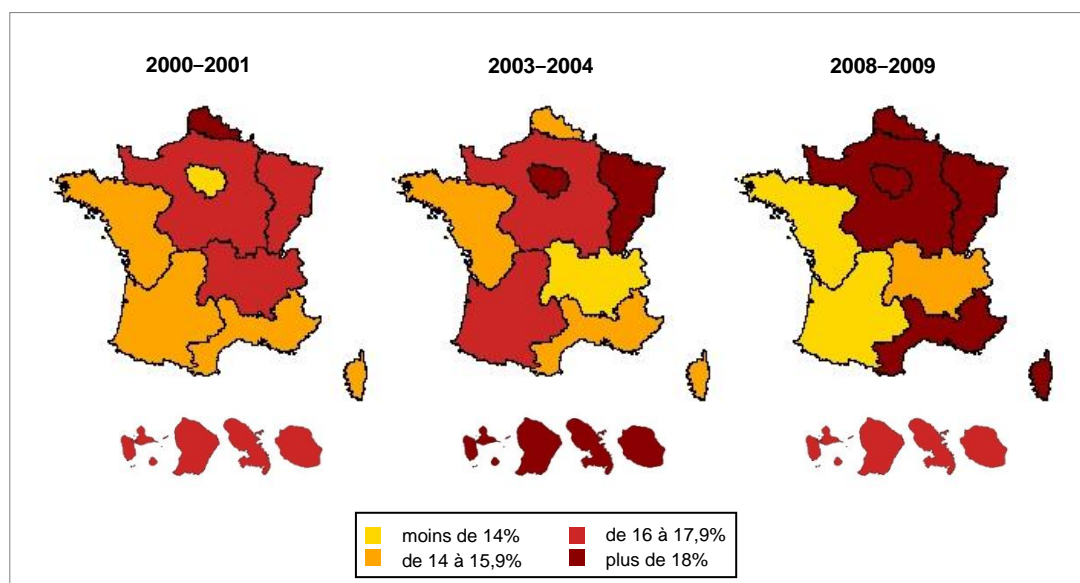 2000–2001
2003–2004
2008–2009
moins de 14%
de 14 à 15,9%
de 16 à 17,9%
plus de 18%